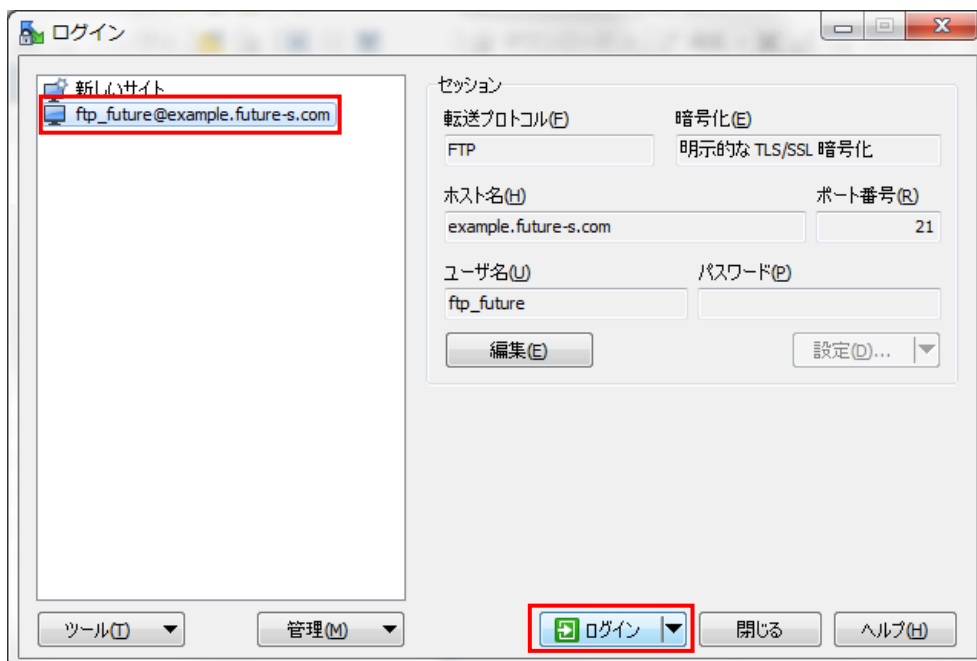 ログイン
新しいサイト
ftp_future@example.future-s.com
セッション
転送プロトコル(F) 暗号化(E)
FTP 明示的な TLS/SSL 暗号化
ホスト名(H) ポート番号(R)
example.future-s.com 21
ユーザ名(U) パスワード(P)
ftp_future
編集(E) 設定(D)...
ツール(T) 管理(M) ログイン 閉じる ヘルプ(H)